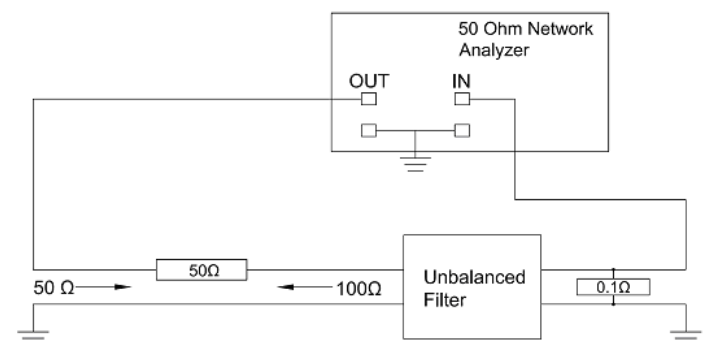 50 Ohm Network
Analyzer
OUT
IN
50Ω
50 Ω
100Ω
Unbalanced
Filter
0.1Ω